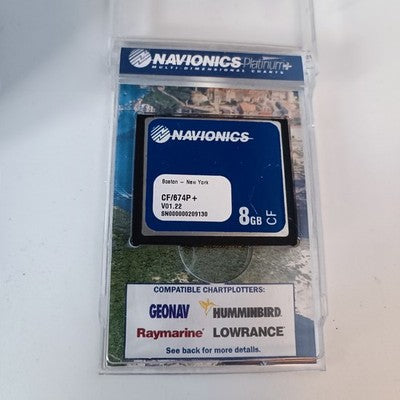 NAVIONICS Platinum+
MULTI-DIMENSIONAL CHARTS
NAVIONICS
Boston - New York
CF/674P+
V01.22
SN000000209130
8GB CF
COMPATIBLE CHARTPLOTTERS:
GEONAV HUMMINBIRD
Raymarine LOWRANCE
See back for more details.